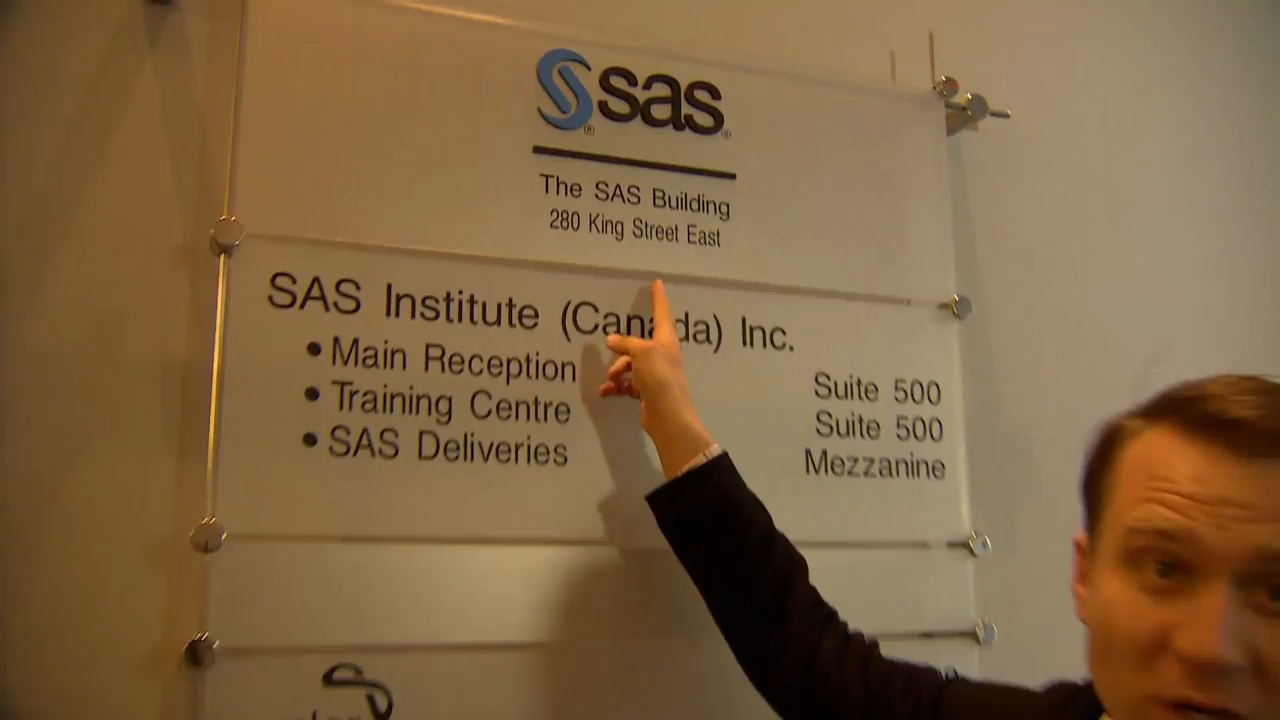 sas
The SAS Building
280 King Street East
SAS Institute (Canada) Inc.
• Main Reception Suite 500
• Training Centre Suite 500
• SAS Deliveries Mezzanine